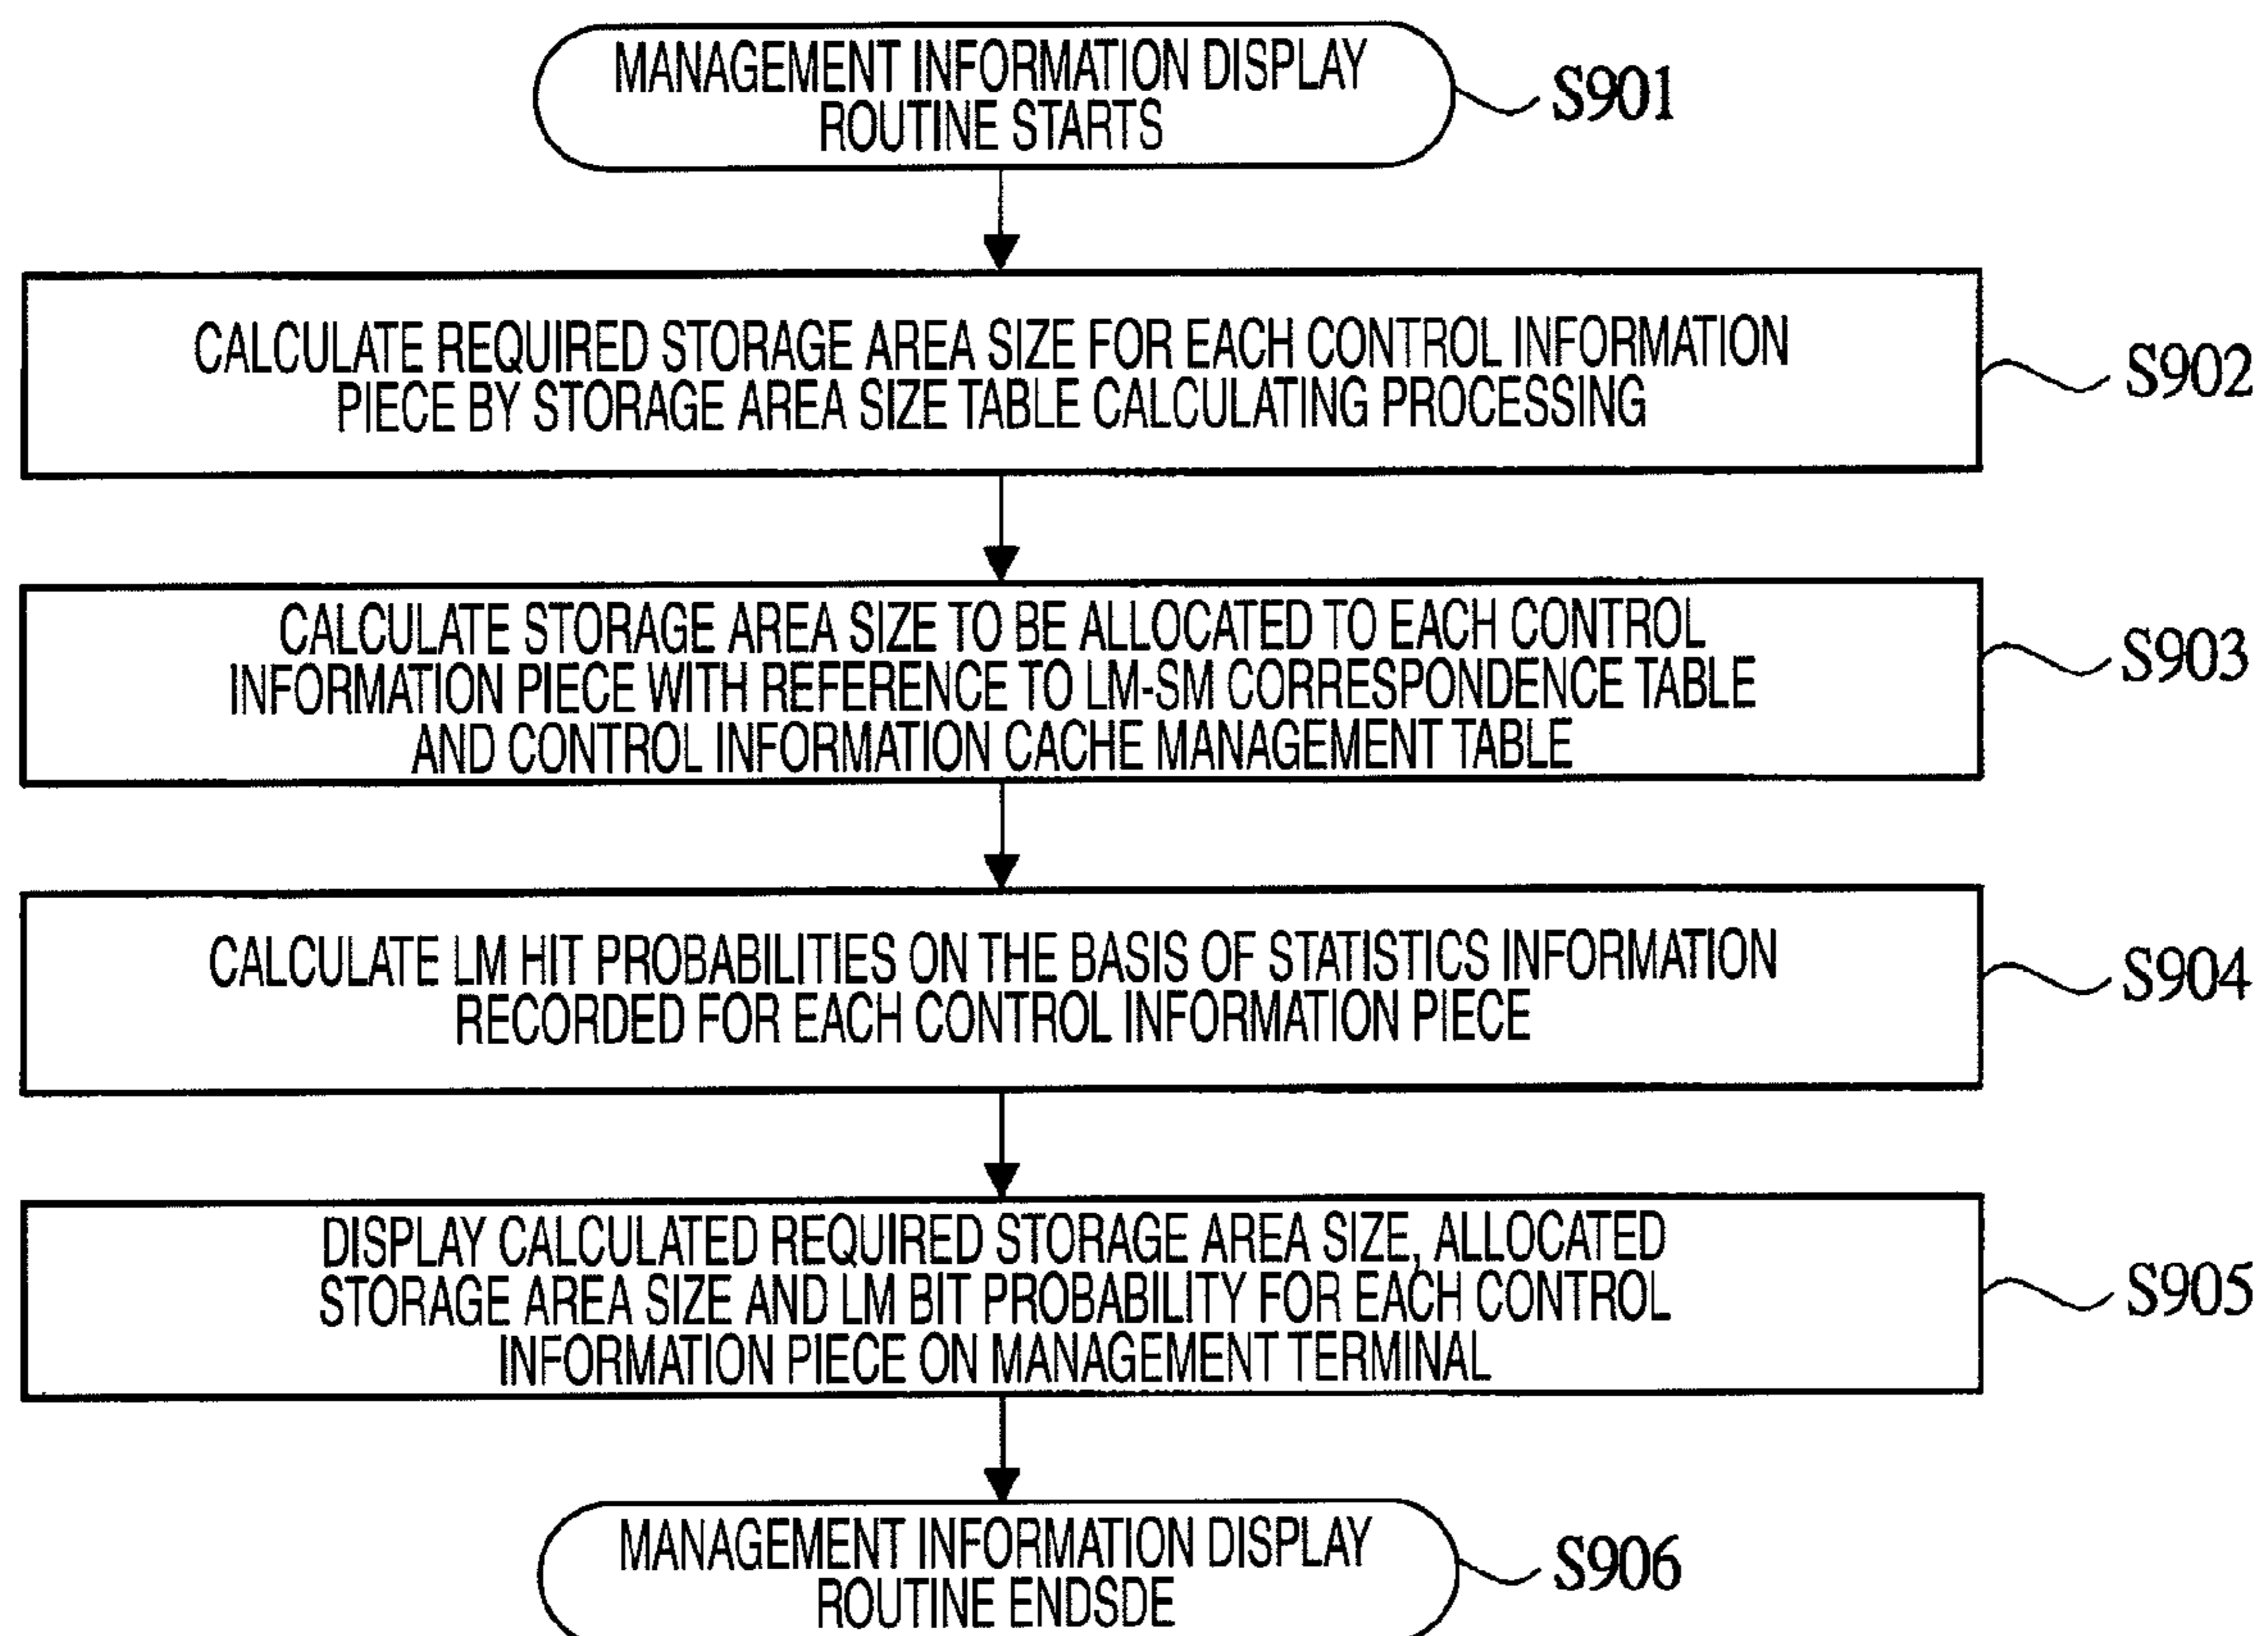 MANAGEMENT INFORMATION DISPLAY
ROUTINE STARTS
S901
CALCULATE REQUIRED STORAGE AREA SIZE FOR EACH CONTROL INFORMATION
PIECE BY STORAGE AREA SIZE TABLE CALCULATING PROCESSING
S902
CALCULATE STORAGE AREA SIZE TO BE ALLOCATED TO EACH CONTROL
INFORMATION PIECE WITH REFERENCE TO LM-SM CORRESPONDENCE TABLE
AND CONTROL INFORMATION CACHE MANAGEMENT TABLE
S903
CALCULATE LM HIT PROBABILITIES ON THE BASIS OF STATISTICS INFORMATION
RECORDED FOR EACH CONTROL INFORMATION PIECE
S904
DISPLAY CALCULATED REQUIRED STORAGE AREA SIZE, ALLOCATED
STORAGE AREA SIZE AND LM BIT PROBABILITY FOR EACH CONTROL
INFORMATION PIECE ON MANAGEMENT TERMINAL
S905
MANAGEMENT INFORMATION DISPLAY
ROUTINE ENDSDE
S906